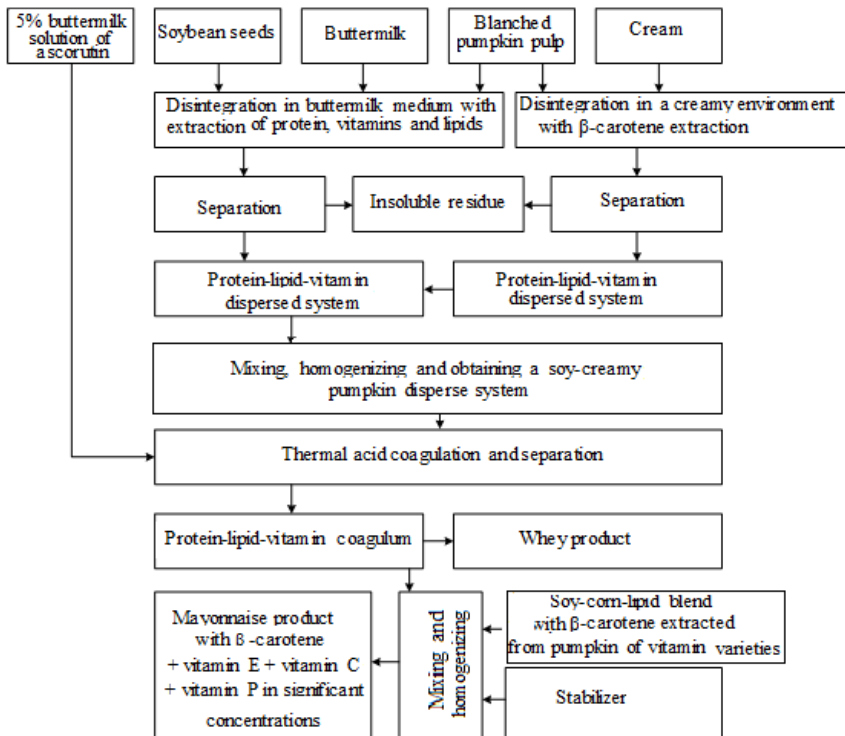 5% buttermilk
solution of
ascorutin
Soybean seeds
Buttermilk
Blanched
pumpkin pulp
Cream
Disintegration in buttermilk medium with
extraction of protein, vitamins and lipids
Disintegration in a creamy environment
with β-carotene extraction
Separation
Insoluble residue
Separation
Protein-lipid-vitamin
dispersed system
Protein-lipid-vitamin
dispersed system
Mixing, homogenizing and obtaining a soy-creamy
pumpkin disperse system
Thermal acid coagulation and separation
Protein-lipid-vitamin coagulum
Whey product
Mayonnaise product
with β-carotene
+ vitamin E + vitamin C
+ vitamin P in significant
concentrations
Mixing and
homogenizing
Soy-corn-lipid blend
with β-carotene extracted
from pumpkin of vitamin varieties
Stabilizer